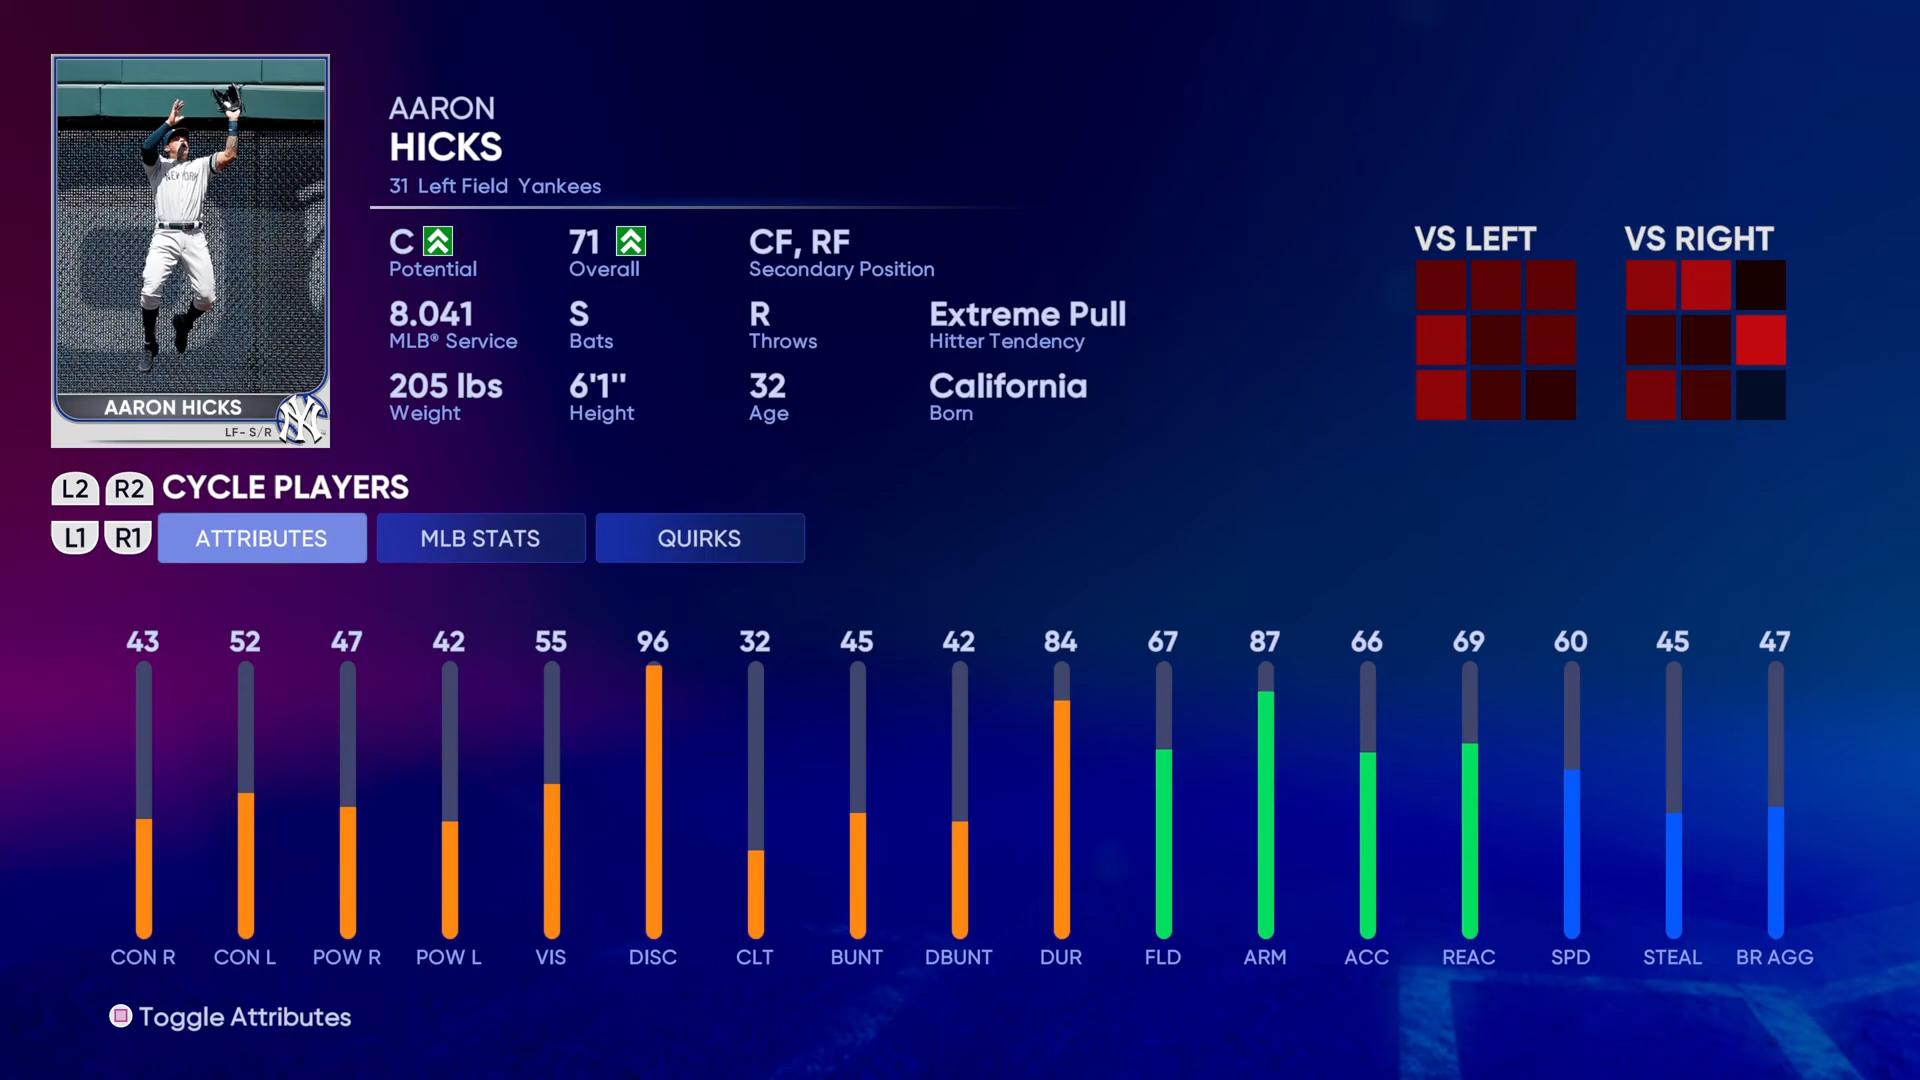 NEW YORK
AARON HICKS
LF- S/R
NY
AARON
HICKS
31 Left Field Yankees
C
Potential
71
Overall
CF, RF
Secondary Position
8.041
MLB® Service
S
Bats
R
Throws
Extreme Pull
Hitter Tendency
205 lbs
Weight
6'1''
Height
32
Age
California
Born
VS LEFT
VS RIGHT
L2 R2 CYCLE PLAYERS
L1 R1 ATTRIBUTES MLB STATS QUIRKS
43 52 47 42 55 96 32 45 42 84 67 87 66 69 60 45 47
CON R CON L POW R POW L VIS DISC CLT BUNT DBUNT DUR FLD ARM ACC REAC SPD STEAL BR AGG
Toggle Attributes